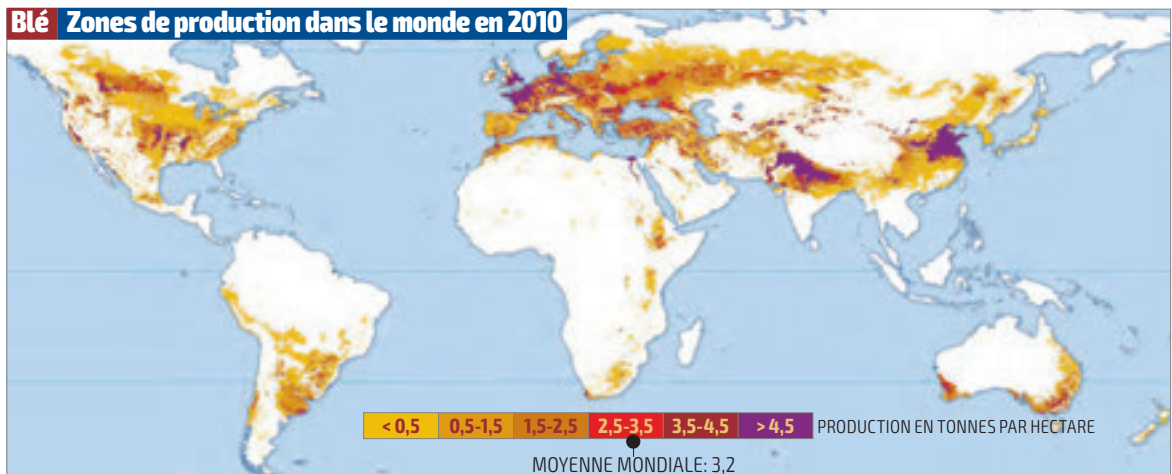 Blé Zones de production dans le monde en 2010
< 0,5 0,5-1,5 1,5-2,5 2,5-3,5 3,5-4,5 > 4,5 PRODUCTION EN TONNES PAR HECTARE
MOYENNE MONDIALE: 3,2